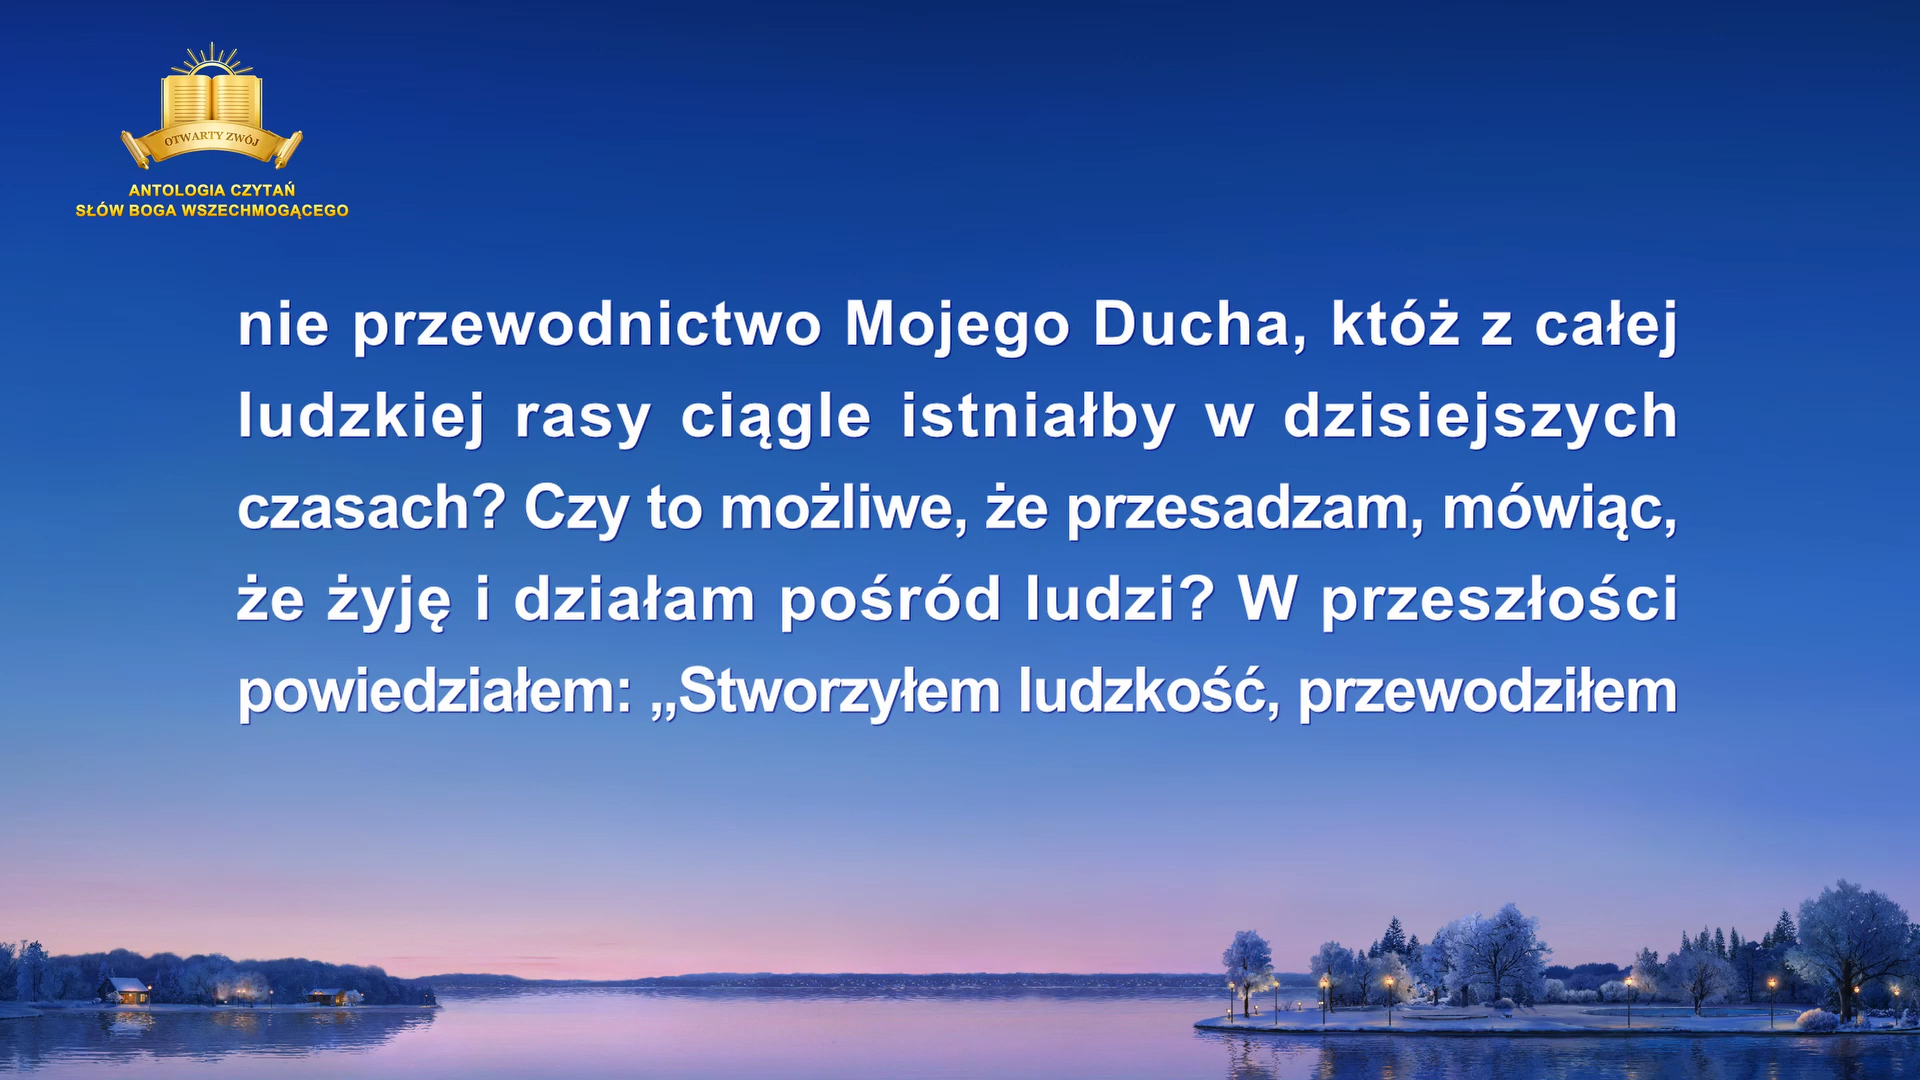 OTWARTY ZWÓJ
ANTOLOGIA CZYTAŃ
SŁÓW BOGA WSZECHMOGĄCEGO
nie przewodnictwo Mojego Ducha, któż z całej
ludzkiej rasy ciągle istniałby w dzisiejszych
czasach? Czy to możliwe, że przesadzam, mówiąc,
że żyję i działam pośród ludzi? W przeszłości
powiedziałem: „Stworzyłem ludzkość, przewodziłem